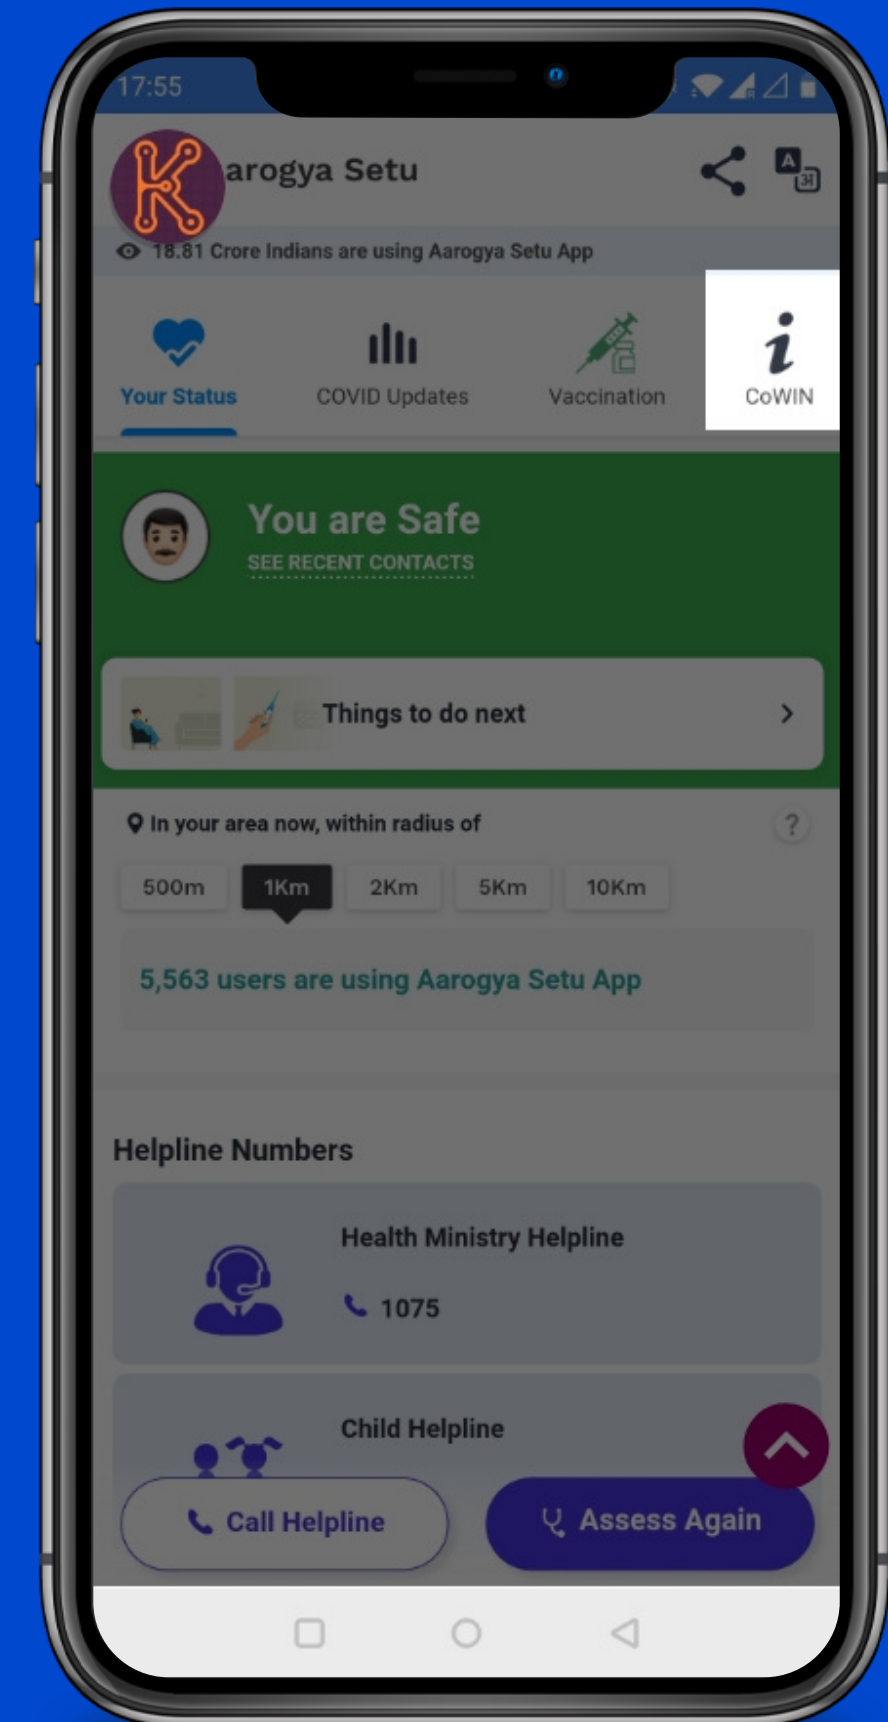 17:55
K
arogya Setu
A
अ
18.81 Crore Indians are using Aarogya Setu App
Your Status
COVID Updates
Vaccination
i
CoWIN
You are Safe
SEE RECENT CONTACTS
Things to do next
In your area now, within radius of
?
500m 1Km 2Km 5Km 10Km
5,563 users are using Aarogya Setu App
Helpline Numbers
Health Ministry Helpline
1075
Child Helpline
Call Helpline
Assess Again